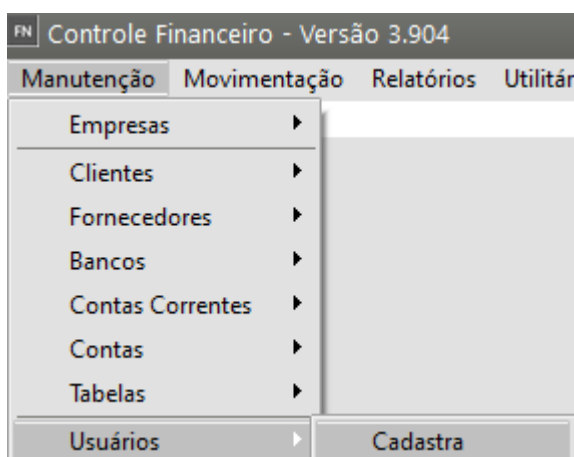 FN Controle Financeiro - Versão 3.904
Manutenção Movimentação Relatórios
Empresas
Clientes
Fornecedores
Bancos
Contas Correntes
Contas
Tabelas
Usuários Cadastra